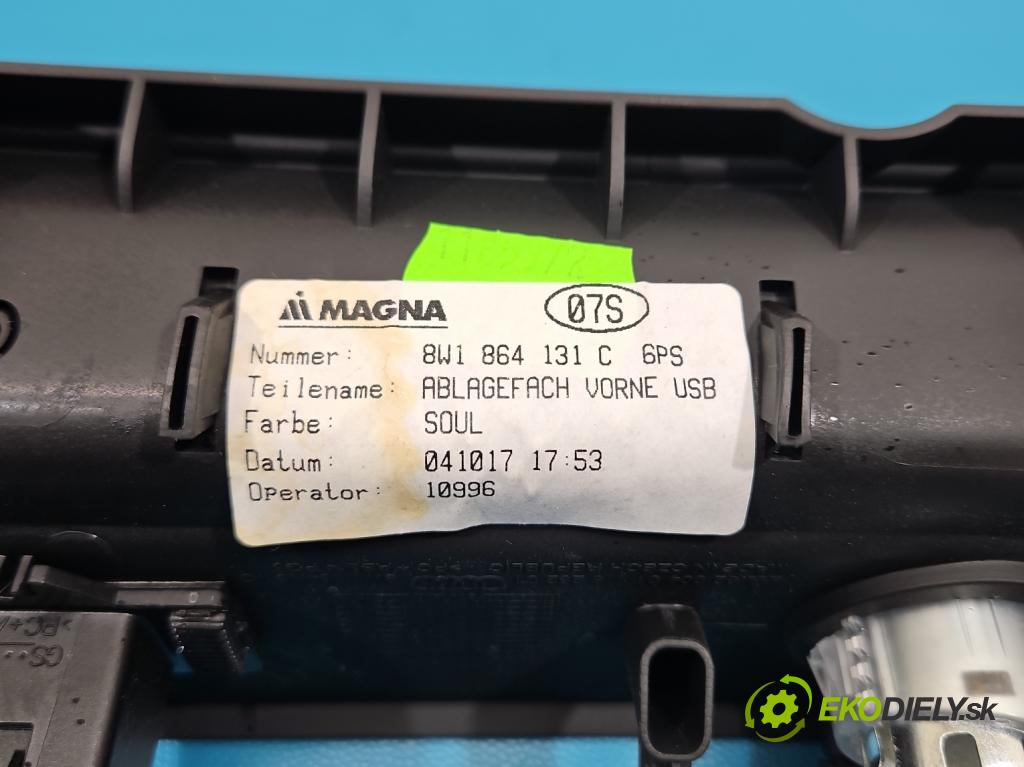 MAGNA 07S
Nummer: 8W1 864 131 C 6PS
Teilename: ABLAGEFACH VORNE USB
Farbe: SOUL
Datum: 041017 17:53
Operator: 10996
EKODIELY.sk